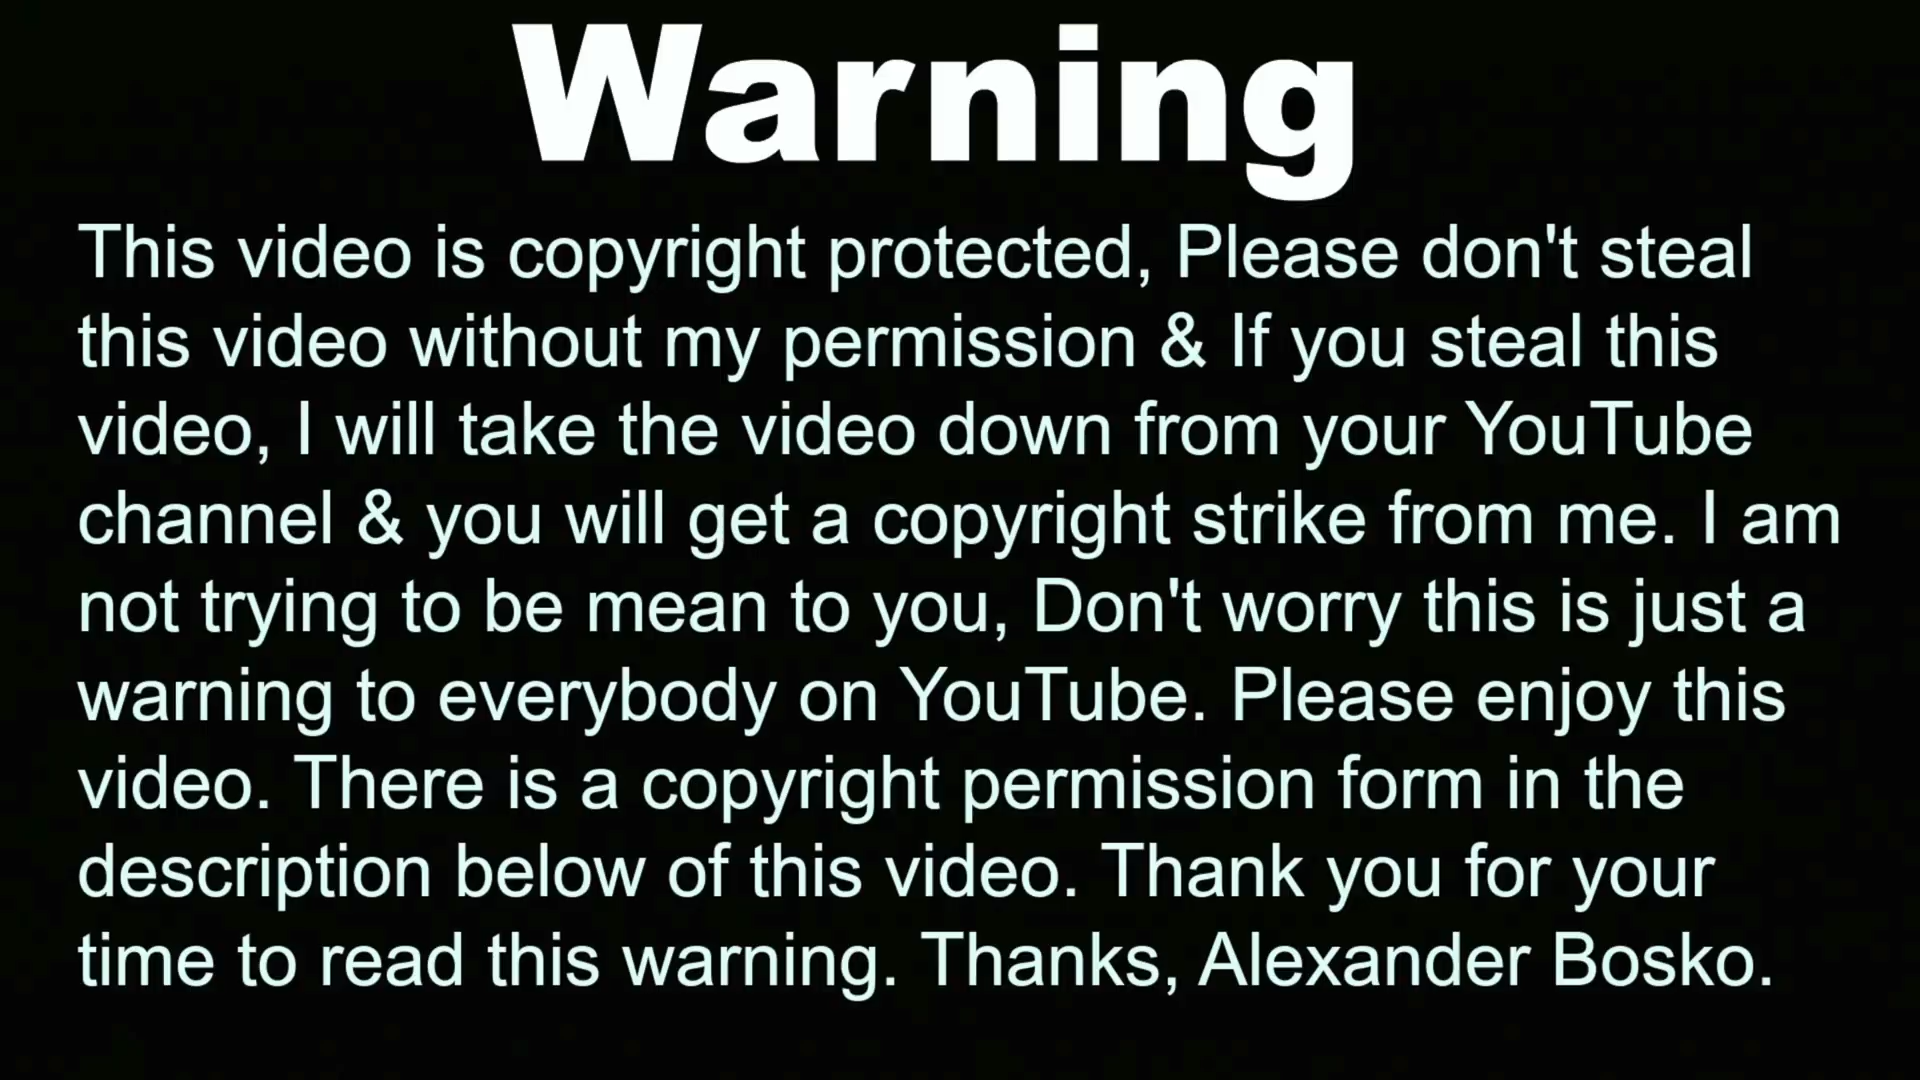 Warning
This video is copyright protected, Please don't steal
this video without my permission & If you steal this
video, I will take the video down from your YouTube
channel & you will get a copyright strike from me. I am
not trying to be mean to you, Don't worry this is just a
warning to everybody on YouTube. Please enjoy this
video. There is a copyright permission form in the
description below of this video. Thank you for your
time to read this warning. Thanks, Alexander Bosko.